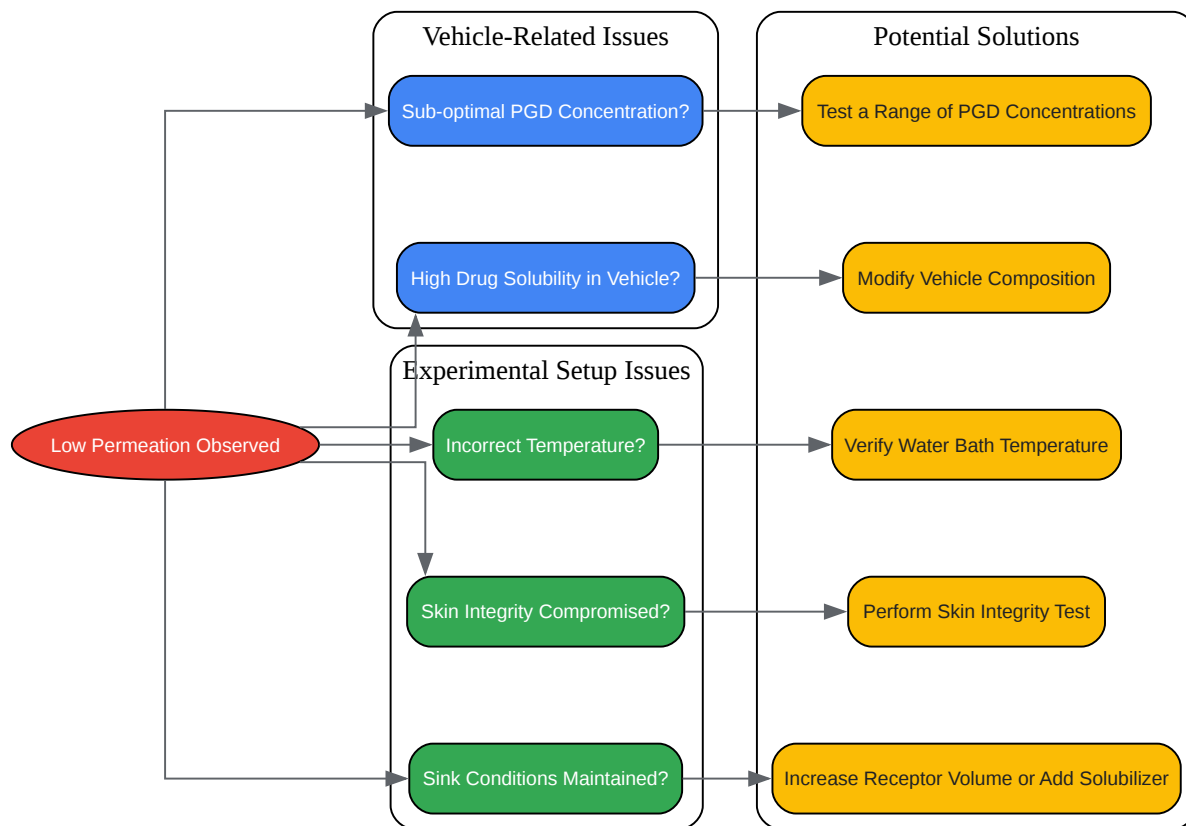 Vehicle-Related Issues
Potential Solutions
Sub-optimal PGD Concentration?
Test a Range of PGD Concentrations
High Drug Solubility in Vehicle?
Modify Vehicle Composition
Experimental Setup Issues
Low Permeation Observed
Incorrect Temperature?
Verify Water Bath Temperature
Skin Integrity Compromised?
Perform Skin Integrity Test
Sink Conditions Maintained?
Increase Receptor Volume or Add Solubilizer